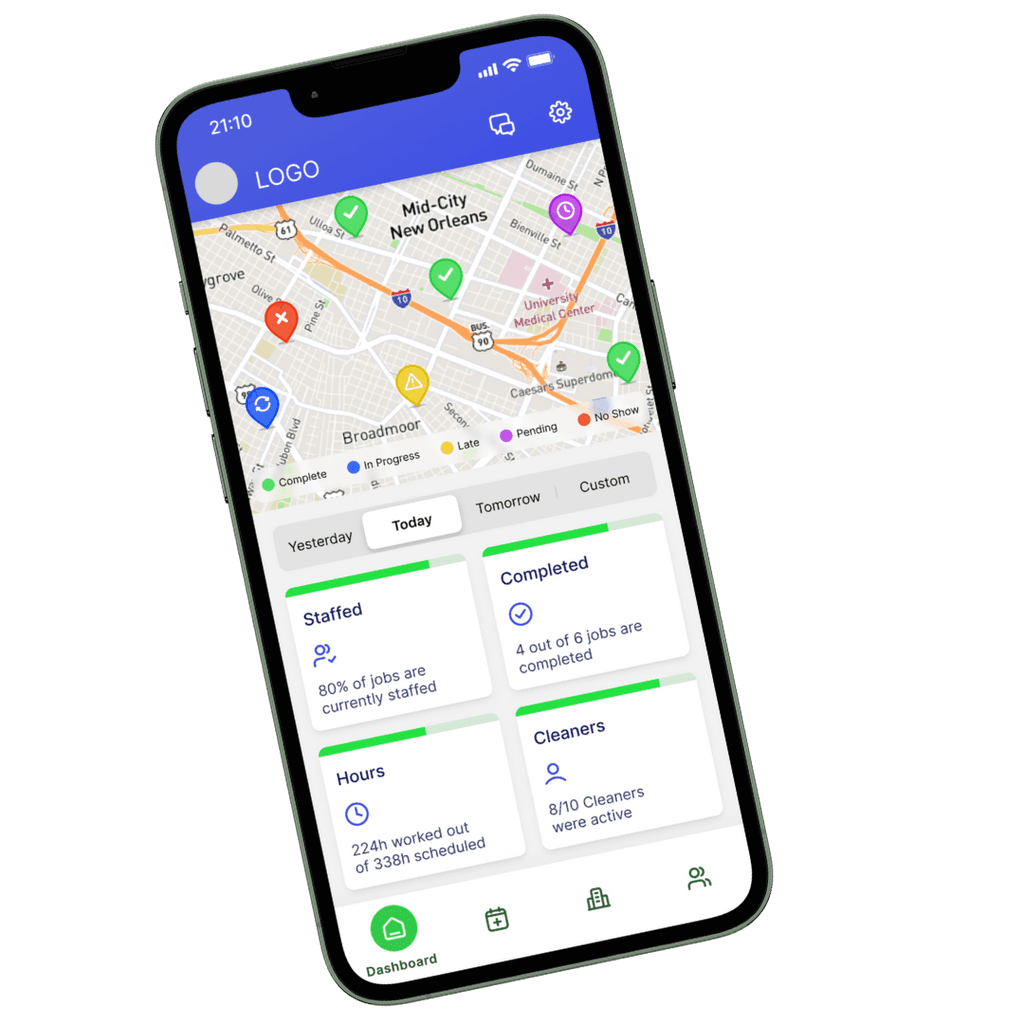 21:10
LOGO
Dumaine St
Mid-City
New Orleans
Ulloa St
61
Palmetto St
Bienville St
10
ygrove
Olive
Pine St
10
University
Medical Center
BUS.
90
Caesars Superdome
Broadmoor
Complete
In Progress
Late
Pending
No Show
Yesterday
Today
Tomorrow
Custom
Staffed
80% of jobs are
currently staffed
Completed
4 out of 6 jobs are
completed
Hours
224h worked out
of 338h scheduled
Cleaners
8/10 Cleaners
were active
Dashboard